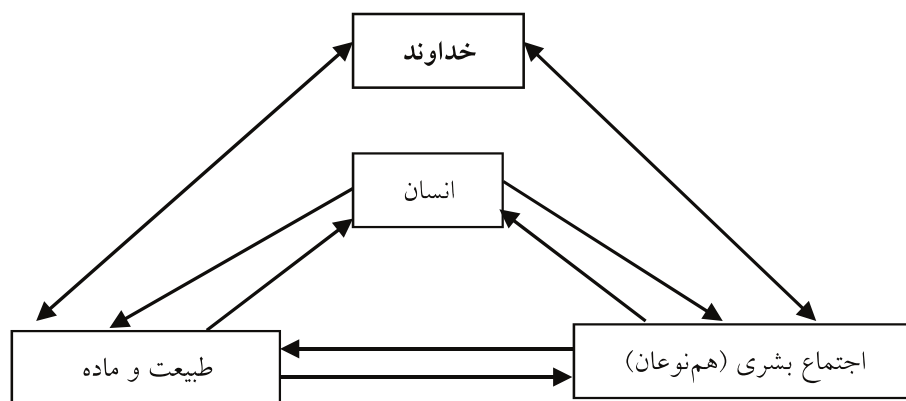 خداوند
انسان
اجتماع بشری (هم‌نوعان)
طبیعت و ماده